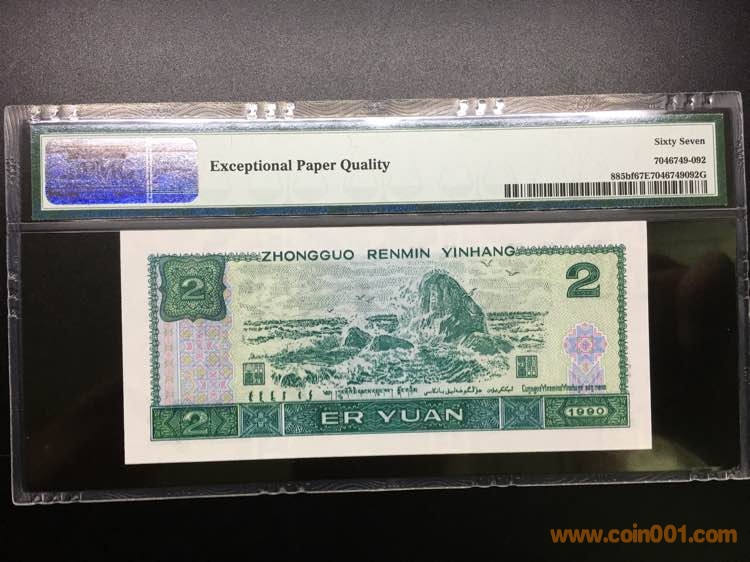 Sixty Seven
Exceptional Paper Quality
7046749-092
885bf67E7046749092G
ZHONGGUO RENMIN YINHANG
2
2
2
ER YUAN
1990
www.coin001.com